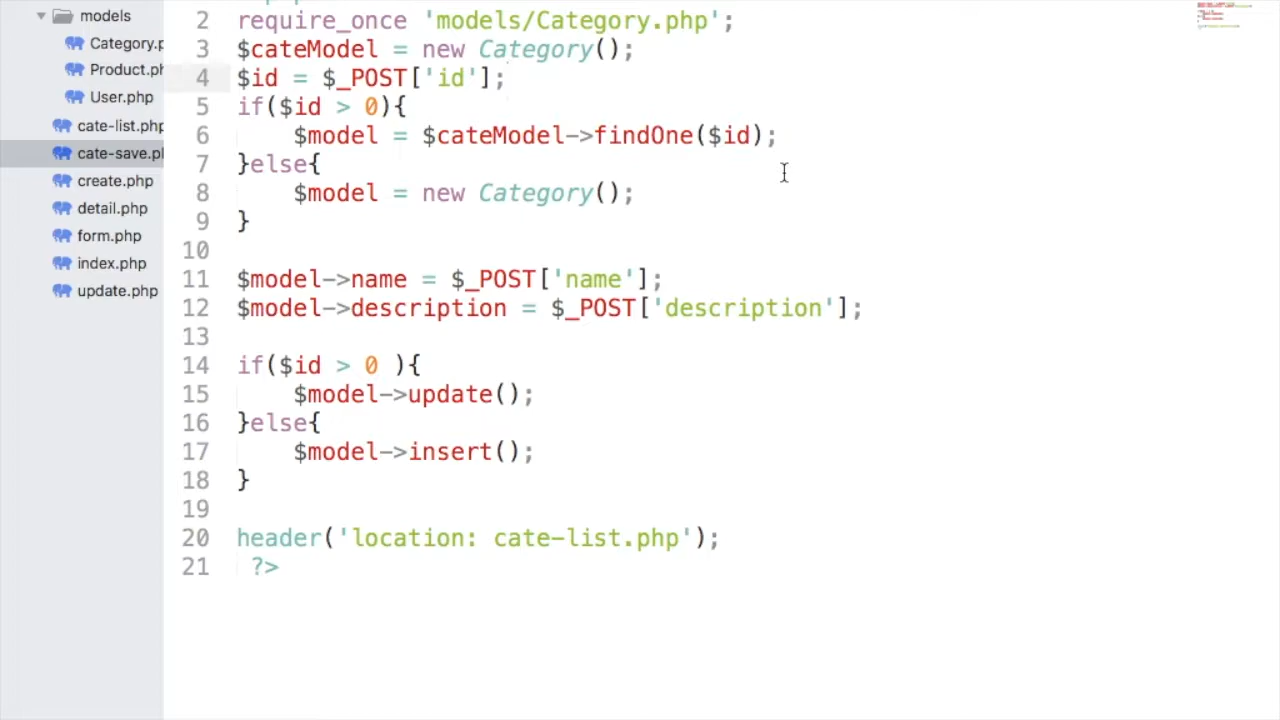 models
Category.p
Product.ph
User.php
cate-list.php
cate-save.pl
create.php
detail.php
form.php
index.php
update.php
2 require_once 'models/Category.php';
3 $cateModel = new Category();
4 $id = $_POST['id'];
5 if($id > 0){
6 $model = $cateModel->findOne($id);
7 }else{
8 $model = new Category();
9 }
10
11 $model->name = $_POST['name'];
12 $model->description = $_POST['description'];
13
14 if($id > 0 ){
15 $model->update();
16 }else{
17 $model->insert();
18 }
19
20 header('location: cate-list.php');
21 ?>